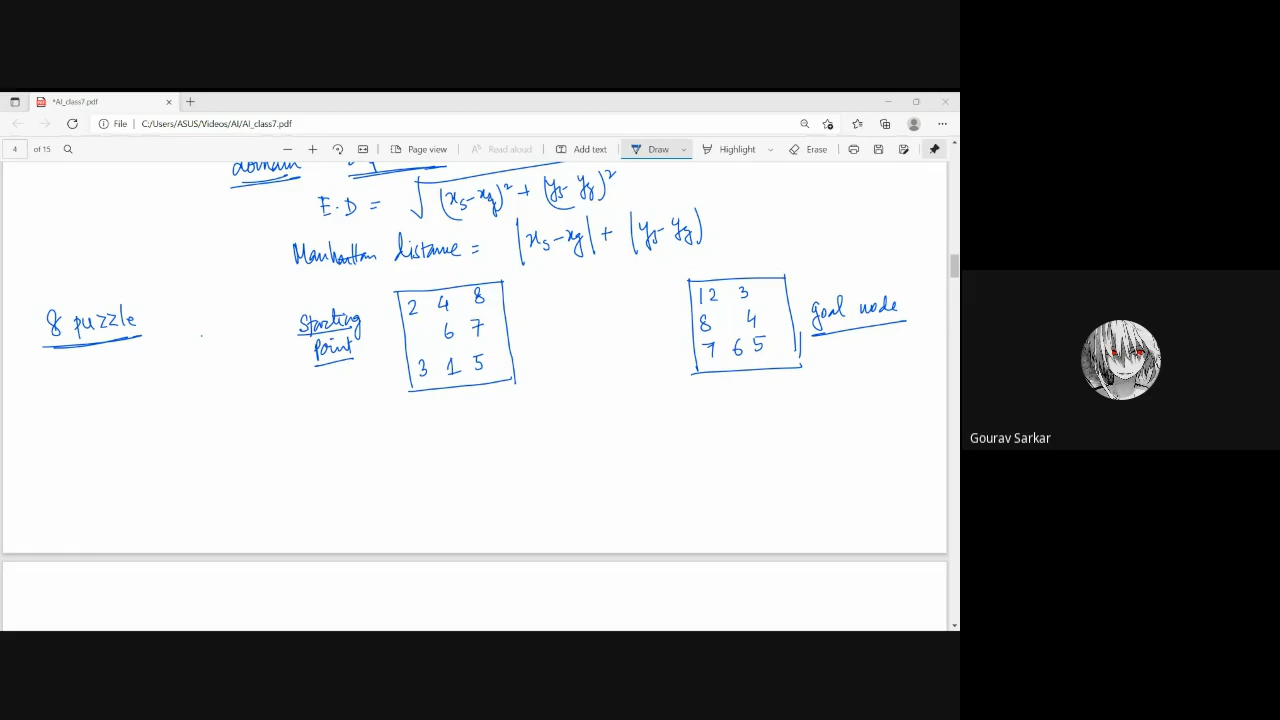 *AI_class7.pdf
File C:/Users/ASUS/Videos/AI/AI_class7.pdf
4 of 15 Page view Read aloud Add text Draw Highlight Erase
domain
E.D = √(xs-xg)² + (ys-yg)²
Manhattan distance = |xs-xg| + |ys-yg|
8 puzzle
Starting
Point
2 4 8
6 7
3 1 5
1 2 3
8 4
7 6 5
goal node
Gourav Sarkar